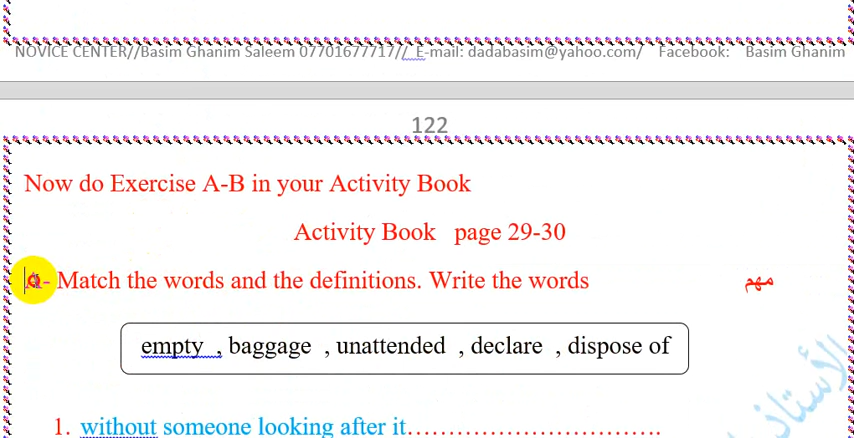 NOVICE CENTER//Basim Ghanim Saleem 07701677717// E-mail: dadabasim@yahoo.com/ Facebook: Basim Ghanim
122
Now do Exercise A-B in your Activity Book
Activity Book page 29-30
A- Match the words and the definitions. Write the words مهم
empty , baggage , unattended , declare , dispose of
1. without someone looking after it..............................
الأستاذ